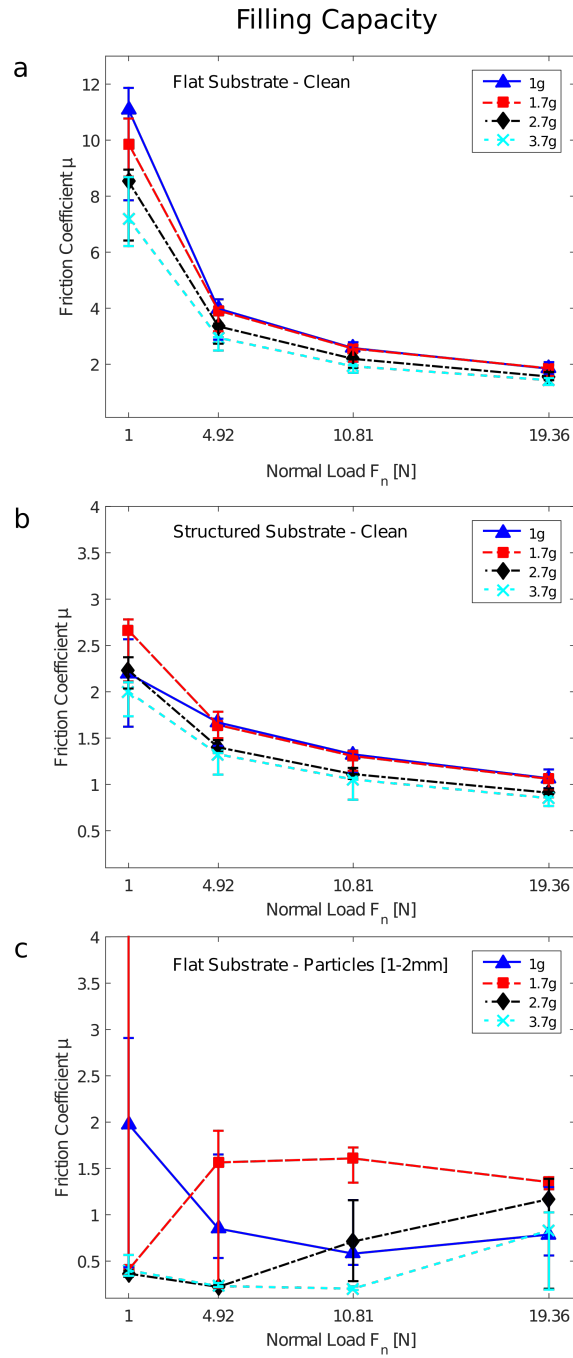 Filling Capacity
a
Flat Substrate - Clean
1g
1.7g
2.7g
3.7g
12
10
8
6
4
2
Friction Coefficient μ
1
4.92
10.81
19.36
Normal Load Fn [N]
b
Structured Substrate - Clean
1g
1.7g
2.7g
3.7g
4
3.5
3
2.5
2
1.5
1
0.5
Friction Coefficient μ
1
4.92
10.81
19.36
Normal Load Fn [N]
c
Flat Substrate - Particles [1-2mm]
1g
1.7g
2.7g
3.7g
4
3.5
3
2.5
2
1.5
1
0.5
Friction Coefficient μ
1
4.92
10.81
19.36
Normal Load Fn [N]